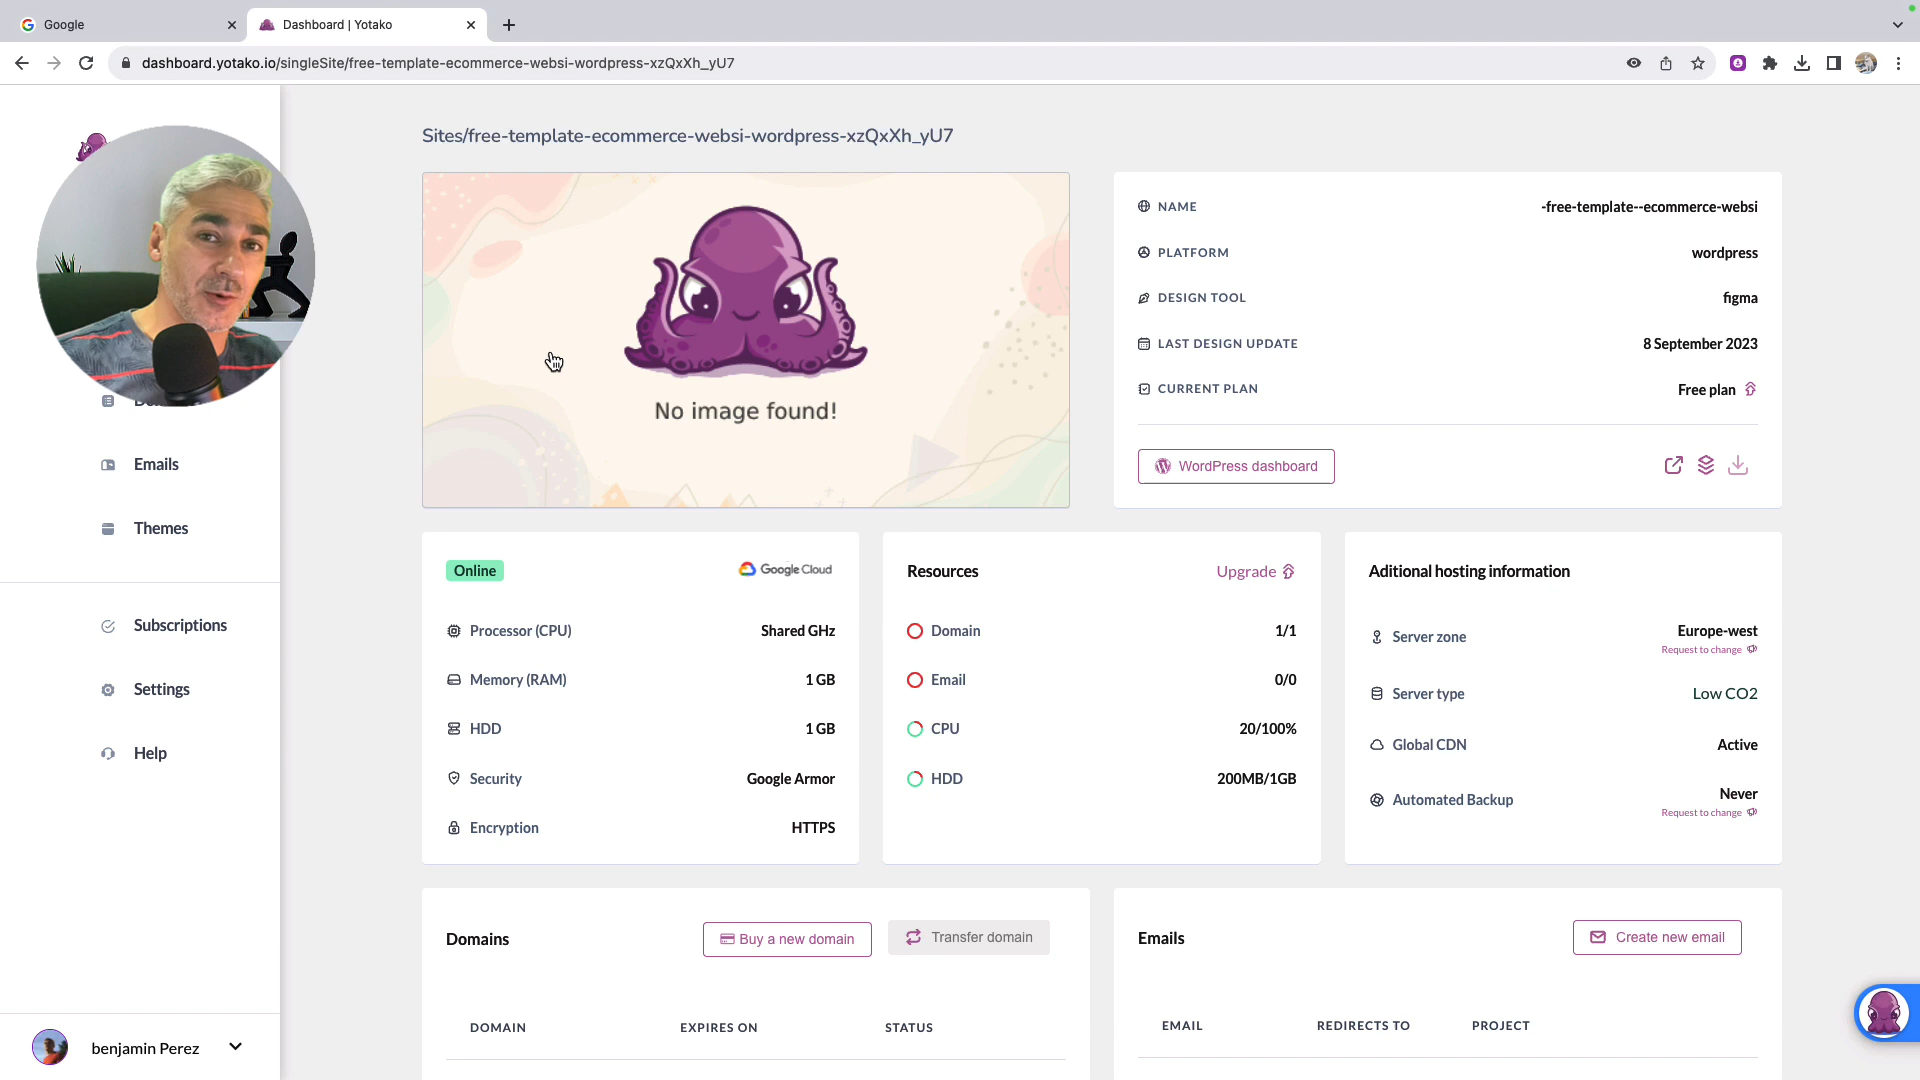 Google
Dashboard | Yotako
dashboard.yotako.io/singleSite/free-template-ecommerce-websi-wordpress-xzQxXh_yU7
Sites/free-template-ecommerce-websi-wordpress-xzQxXh_yU7
No image found!
NAME
-free-template--ecommerce-websi
PLATFORM
wordpress
DESIGN TOOL
figma
LAST DESIGN UPDATE
8 September 2023
CURRENT PLAN
Free plan
WordPress dashboard
Emails
Themes
Subscriptions
Settings
Help
benjamin Perez
Online
Google Cloud
Processor (CPU)
Shared GHz
Memory (RAM)
1 GB
HDD
1 GB
Security
Google Armor
Encryption
HTTPS
Resources
Upgrade
Domain
1/1
Email
0/0
CPU
20/100%
HDD
200MB/1GB
Aditional hosting information
Server zone
Europe-west
Request to change
Server type
Low CO2
Global CDN
Active
Automated Backup
Never
Request to change
Domains
Buy a new domain
Transfer domain
DOMAIN
EXPIRES ON
STATUS
Emails
Create new email
EMAIL
REDIRECTS TO
PROJECT